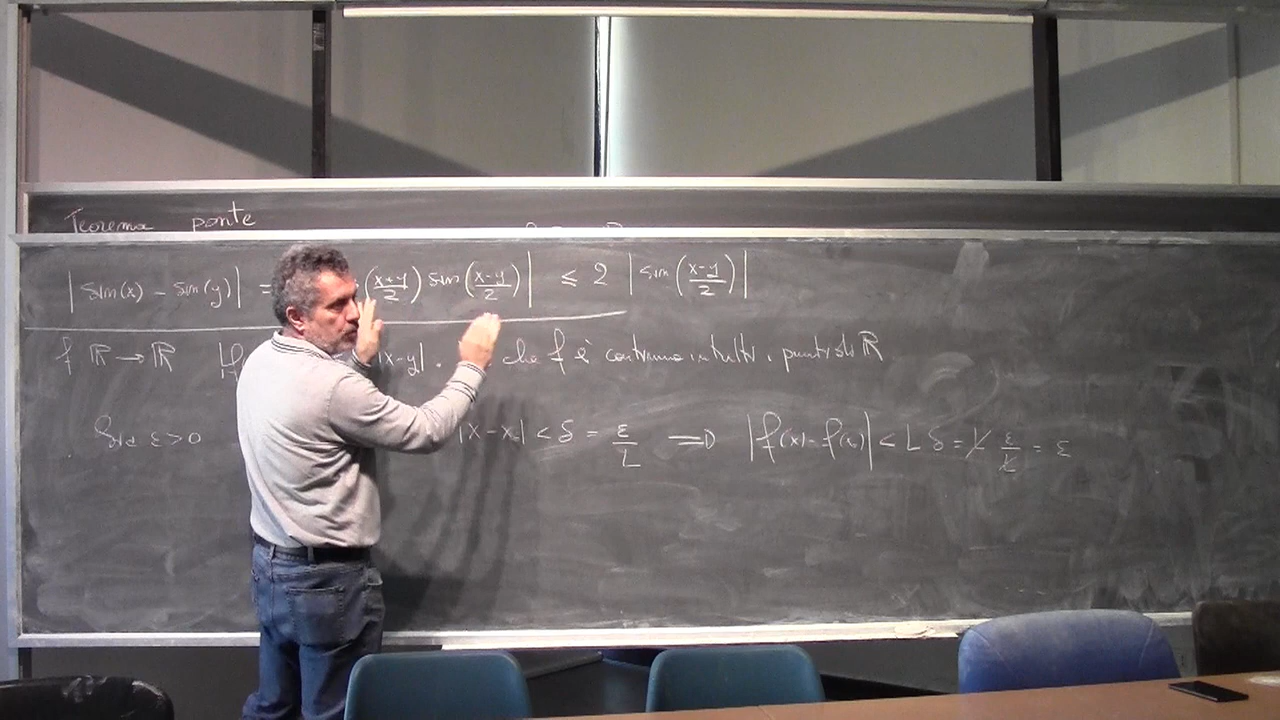 Teorema ponte
|sin(x) - sin(y)| = (x+y/2) sin(x-y/2)| ≤ 2 |sin(x-y/2)|
f ℝ → ℝ |x-y|. che f è continua in tutti i punti di ℝ
Sia ε>0 |x-x₀| < δ = ε/L ⇒ |f(x)-f(x₀)| < L δ = L ε/L = ε